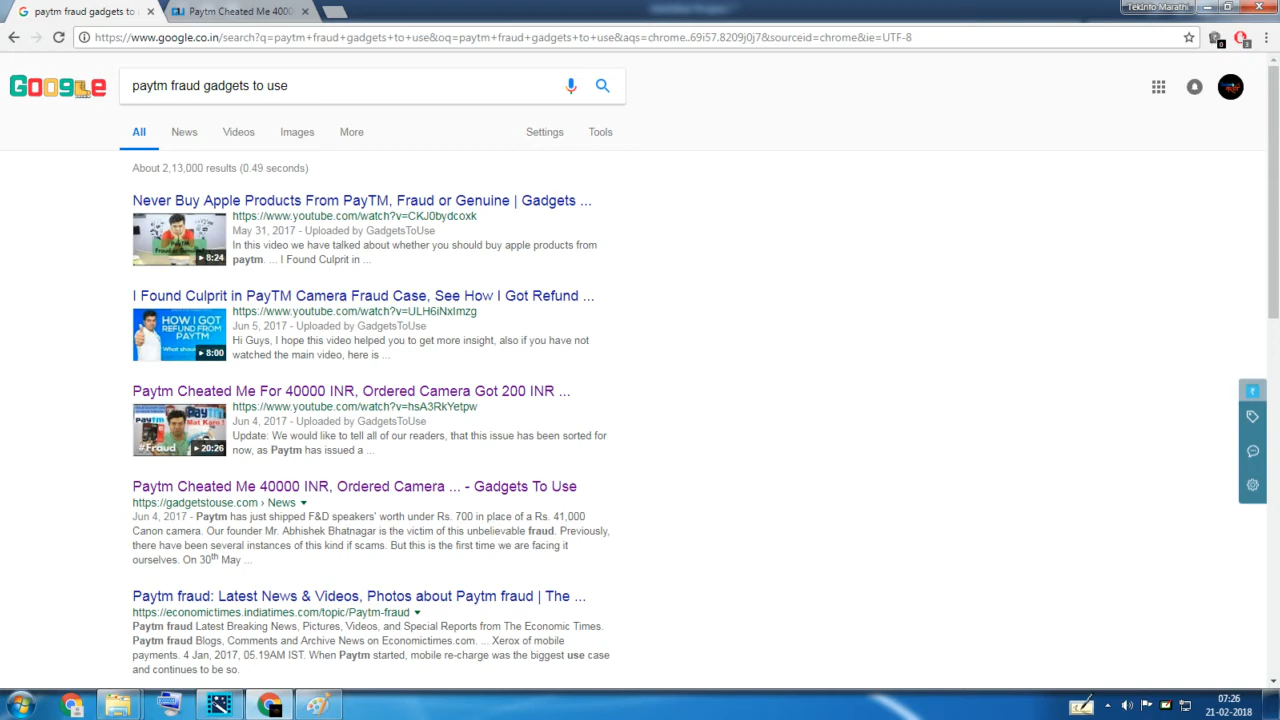 paytm fraud gadgets to
Paytm Cheated Me 4000
TekInfo Marathi
https://www.google.co.in/search?q=paytm+fraud+gadgets+to+use&oq=paytm+fraud+gadgets+to+use&aqs=chrome..69i57.8209j0j7&sourceid=chrome&ie=UTF-8
Google
paytm fraud gadgets to use
All News Videos Images More Settings Tools
About 2,13,000 results (0.49 seconds)
Never Buy Apple Products From PayTM, Fraud or Genuine | Gadgets ...
https://www.youtube.com/watch?v=CKJ0bydcoxk
May 31, 2017 - Uploaded by GadgetsToUse
In this video we have talked about whether you should buy apple products from
paytm. ... I Found Culprit in ...
8:24
I Found Culprit in PayTM Camera Fraud Case, See How I Got Refund ...
https://www.youtube.com/watch?v=ULH6iNxImzg
Jun 5, 2017 - Uploaded by GadgetsToUse
Hi Guys, I hope this video helped you to get more insight, also if you have not
watched the main video, here is ...
HOW I GOT
REFUND FROM
PAYTM
8:00
Paytm Cheated Me For 40000 INR, Ordered Camera Got 200 INR ...
https://www.youtube.com/watch?v=hsA3RkYetpw
Jun 4, 2017 - Uploaded by GadgetsToUse
Update: We would like to tell all of our readers, that this issue has been sorted for
now, as Paytm has issued a ...
PayTM
Mat Karo !
#Fraud
20:26
Paytm Cheated Me 40000 INR, Ordered Camera ... - Gadgets To Use
https://gadgetstouse.com › News
Jun 4, 2017 - Paytm has just shipped F&D speakers' worth under Rs. 700 in place of a Rs. 41,000
Canon camera. Our founder Mr. Abhishek Bhatnagar is the victim of this unbelievable fraud. Previously,
there have been several instances of this kind if scams. But this is the first time we are facing it
ourselves. On 30th May ...
Paytm fraud: Latest News & Videos, Photos about Paytm fraud | The ...
https://economictimes.indiatimes.com/topic/Paytm-fraud
Paytm fraud Latest Breaking News, Pictures, Videos, and Special Reports from The Economic Times.
Paytm fraud Blogs, Comments and Archive News on Economictimes.com. ... Xerox of mobile
payments. 4 Jan, 2017, 05.19AM IST. When Paytm started, mobile re-charge was the biggest use case
and continues to be so.
07:26
21-02-2018